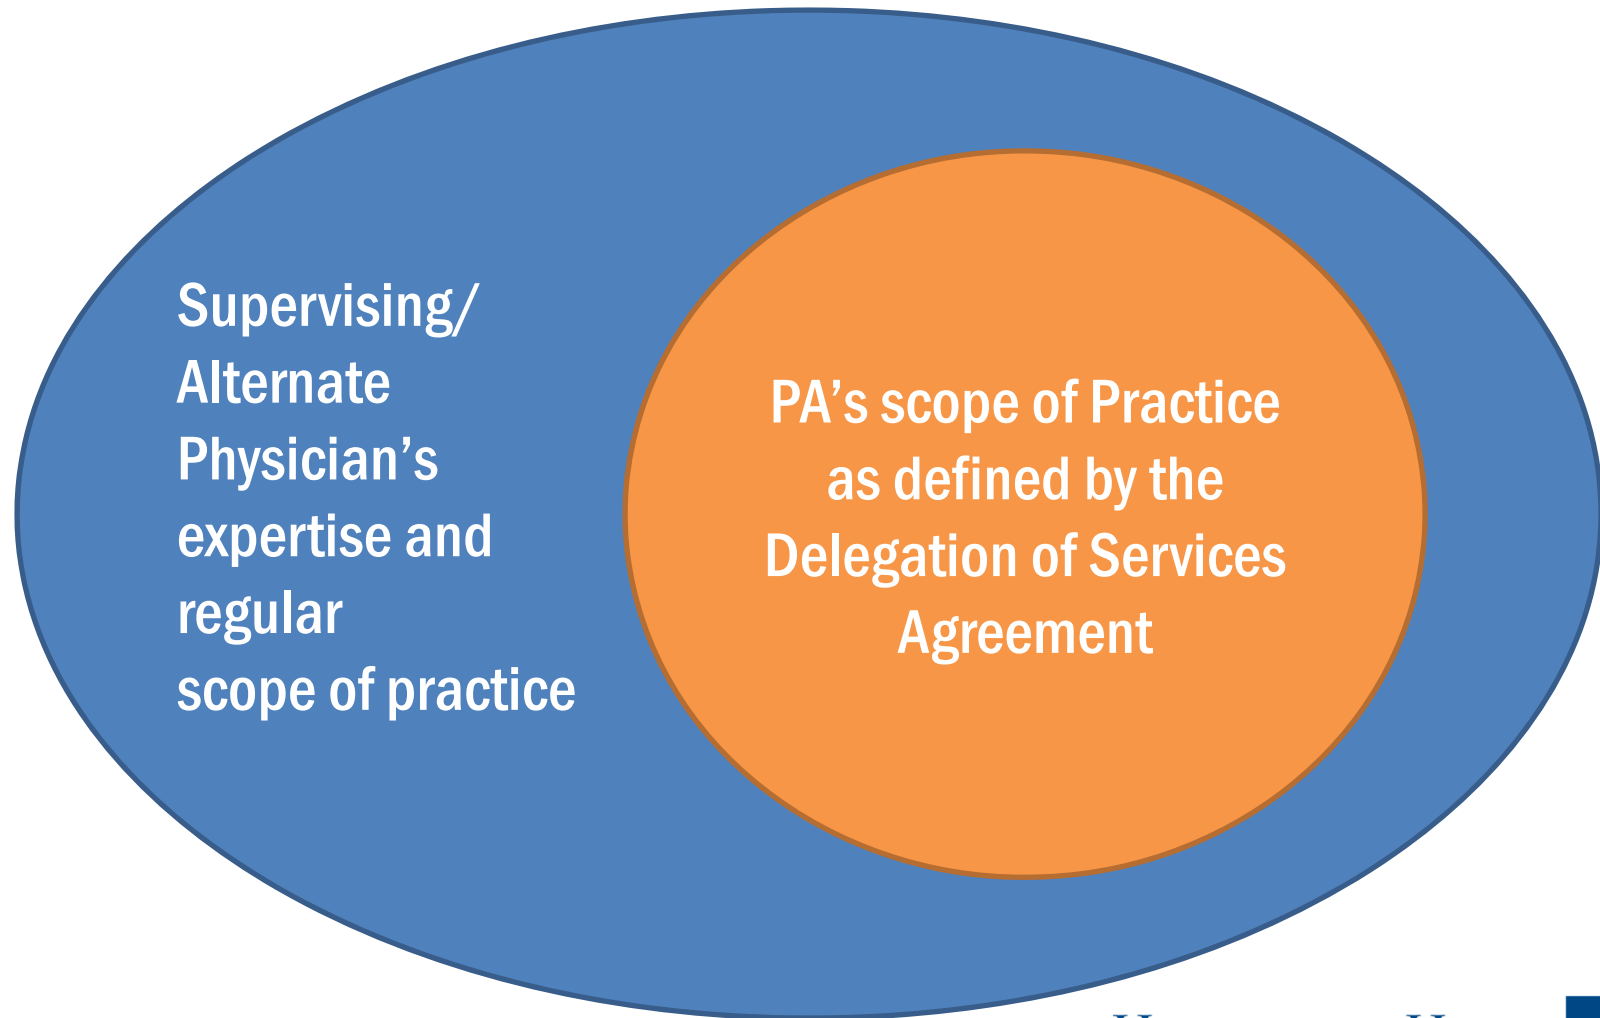 Supervising/
Alternate
Physician’s
expertise and
regular
scope of practice
PA’s scope of Practice
as defined by the
Delegation of Services
Agreement